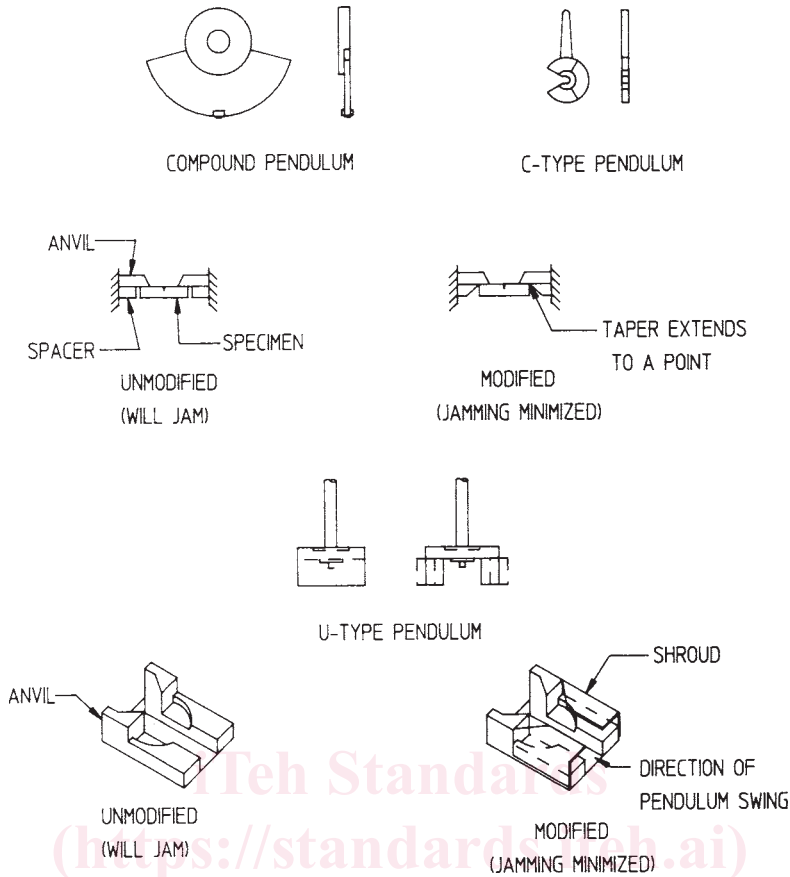 COMPOUND PENDULUM
C-TYPE PENDULUM
ANVIL
SPACER
SPECIMEN
UNMODIFIED
(WILL JAM)
TAPER EXTENDS
TO A POINT
MODIFIED
(JAMMING MINIMIZED)
U-TYPE PENDULUM
ANVIL
UNMODIFIED
(WILL JAM)
SHROUD
DIRECTION OF
PENDULUM SWING
MODIFIED
(JAMMING MINIMIZED)
iTeh Standards
(https://standards.iteh.ai)